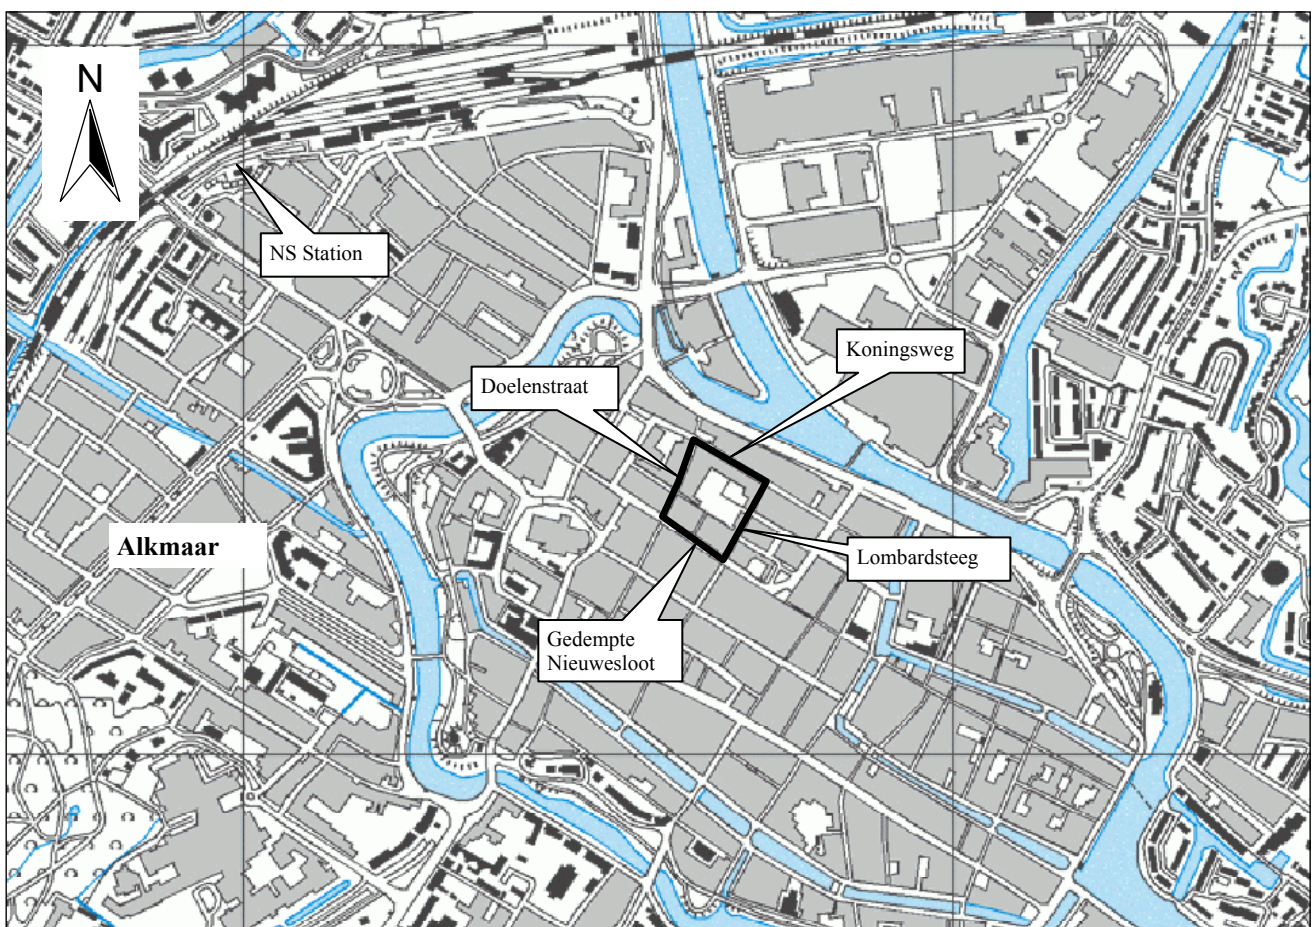 N
NS Station
Koningsweg
Doelenstraat
Alkmaar
Lombardsteeg
Gedempte
Nieuwesloot